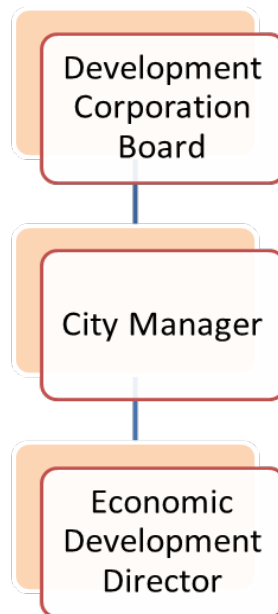 Development
Corporation
Board
City Manager
Economic
Development
Director